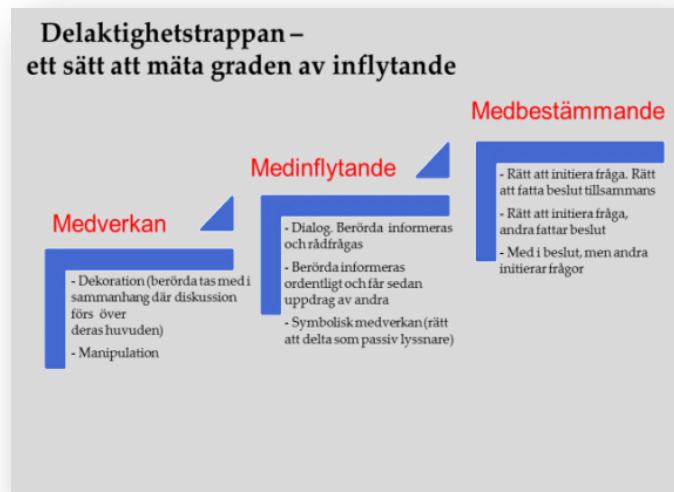 Delaktighetstrappan –
ett sätt att mäta graden av inflytande
Medverkan
- Dekoration (berörda tas med i
sammanhang där diskussion
förs över
deras huvuden)
- Manipulation
Medinflytande
- Dialog. Berörda informeras
och rådfrågas
- Berörda informeras
ordentligt och får sedan
uppdrag av andra
- Symbolisk medverkan (rätt
att delta som passiv lyssnare)
Medbestämmande
- Rätt att initiera fråga. Rätt
att fatta beslut tillsammans
- Rätt att initiera fråga,
andra fattar beslut
- Med i beslut, men andra
initierar frågor